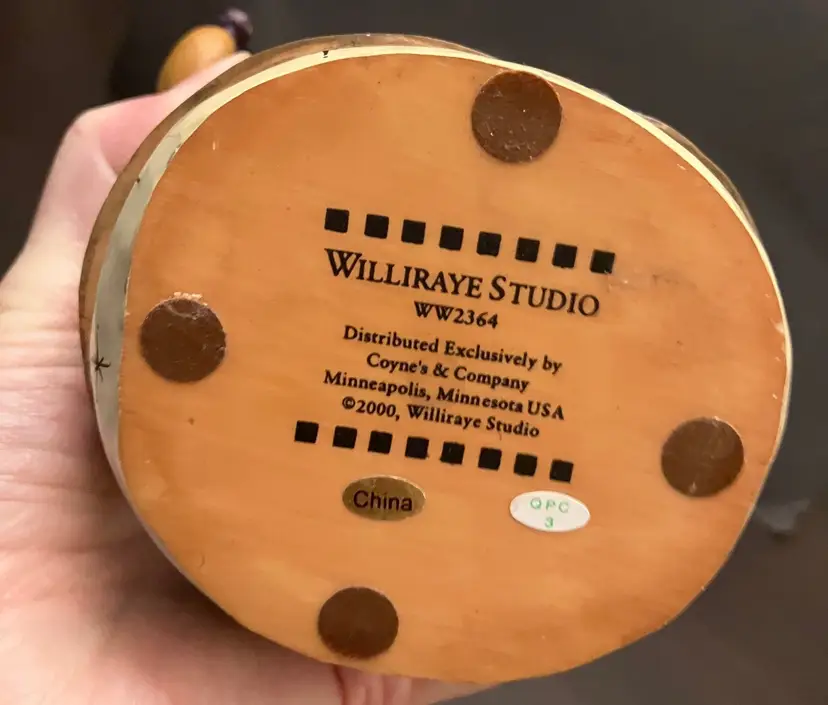 WILLIRAYE STUDIO
WW2364
Distributed Exclusively by
Coyne's & Company
Minneapolis, Minnesota USA
©2000, Williraye Studio
China
QPC
3